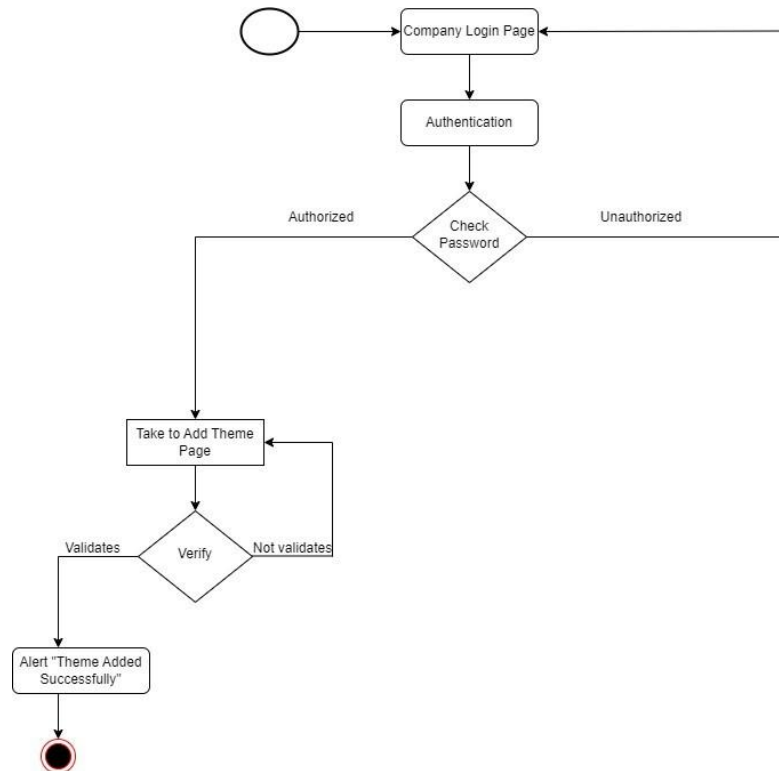 Company Login Page
Authentication
Authorized
Check
Password
Unauthorized
Take to Add Theme
Page
Validates
Verify
Not validates
Alert "Theme Added
Successfully"